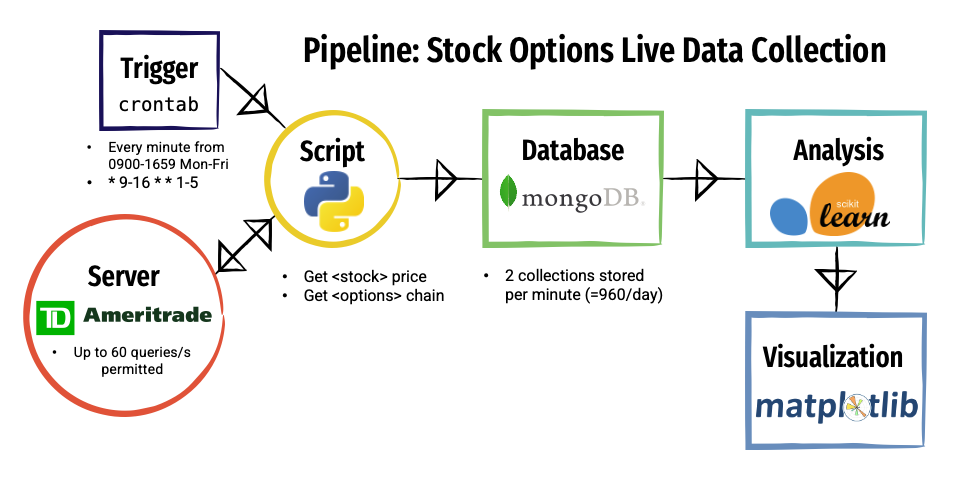 Pipeline: Stock Options Live Data Collection
Trigger
crontab
• Every minute from
0900-1659 Mon-Fri
• * 9-16 * * 1-5
Script
• Get <stock> price
• Get <options> chain
Server
TD Ameritrade
• Up to 60 queries/s
permitted
Database
mongoDB®
• 2 collections stored
per minute (=960/day)
Analysis
scikit
learn
Visualization
matplotlib